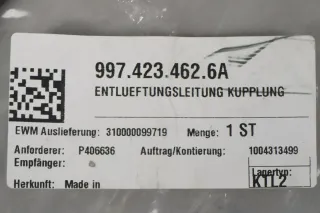 997.423.462.6A
ENTLUEFTUNGSLEITUNG KUPPLUNG
EWM Auslieferung: 310000099719 Menge: 1 ST
Anforderer: P406636 Auftrag/Kontierung: 1004313499
Empfänger:
Lagertyp:
Herkunft: Made in KTL2